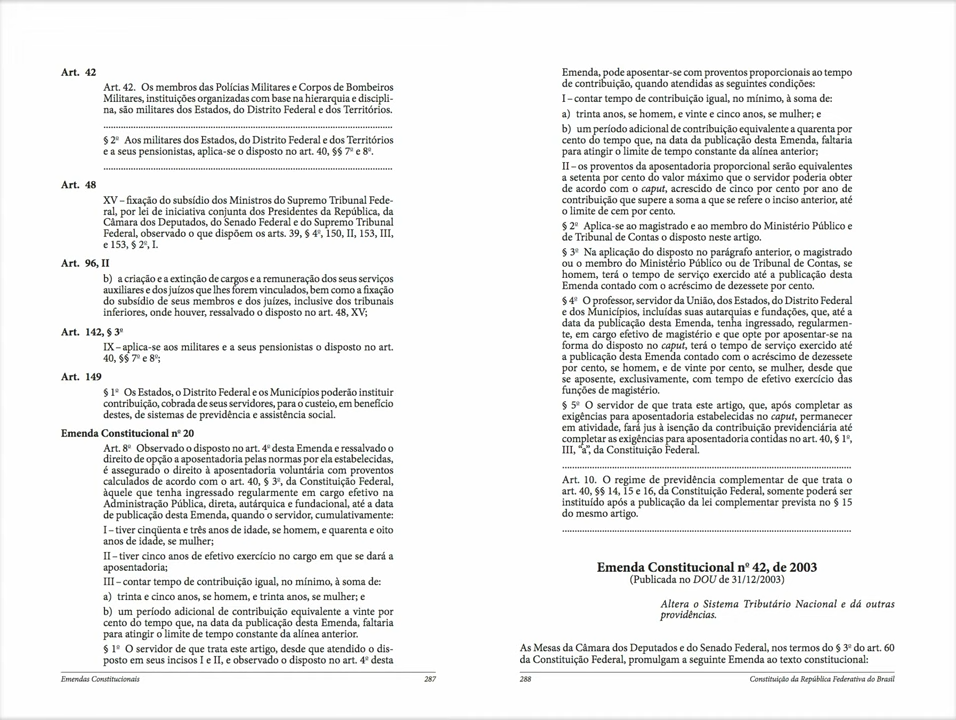 Art. 42
Art. 42. Os membros das Polícias Militares e Corpos de Bombeiros
Militares, instituições organizadas com base na hierarquia e discipli-
na, são militares dos Estados, do Distrito Federal e dos Territórios.
§ 2º Aos militares dos Estados, do Distrito Federal e dos Territórios
e a seus pensionistas, aplica-se o disposto no art. 40, §§ 7º e 8º.
Art. 48
XV – fixação do subsídio dos Ministros do Supremo Tribunal Fede-
ral, por lei de iniciativa conjunta dos Presidentes da República, da
Câmara dos Deputados, do Senado Federal e do Supremo Tribunal
Federal, observado o que dispõem os arts. 39, § 4º, 150, II, 153, III,
e 153, § 2º, I.
Art. 96, II
b) a criação e a extinção de cargos e a remuneração dos seus serviços
auxiliares e dos juízos que lhes forem vinculados, bem como a fixação
do subsídio de seus membros e dos juízes, inclusive dos tribunais
inferiores, onde houver, ressalvado o disposto no art. 48, XV;
Art. 142, § 3º
IX – aplica-se aos militares e a seus pensionistas o disposto no art.
40, §§ 7º e 8º;
Art. 149
§ 1º Os Estados, o Distrito Federal e os Municípios poderão instituir
contribuição, cobrada de seus servidores, para o custeio, em benefício
destes, de sistemas de previdência e assistência social.
Emenda Constitucional nº 20
Art. 8º Observado o disposto no art. 4º desta Emenda e ressalvado o
direito de opção a aposentadoria pelas normas por ela estabelecidas,
é assegurado o direito à aposentadoria voluntária com proventos
calculados de acordo com o art. 40, § 3º, da Constituição Federal,
àquele que tenha ingressado regularmente em cargo efetivo na
Administração Pública, direta, autárquica e fundacional, até a data
de publicação desta Emenda, quando o servidor, cumulativamente:
I – tiver cinqüenta e três anos de idade, se homem, e quarenta e oito
anos de idade, se mulher;
II – tiver cinco anos de efetivo exercício no cargo em que se dará a
aposentadoria;
III – contar tempo de contribuição igual, no mínimo, à soma de:
a) trinta e cinco anos, se homem, e trinta anos, se mulher; e
b) um período adicional de contribuição equivalente a vinte por
cento do tempo que, na data da publicação desta Emenda, faltaria
para atingir o limite de tempo constante da alínea anterior.
§ 1º O servidor de que trata este artigo, desde que atendido o dis-
posto em seus incisos I e II, e observado o disposto no art. 4º desta
Emendas Constitucionais 287
Emenda, pode aposentar-se com proventos proporcionais ao tempo
de contribuição, quando atendidas as seguintes condições:
I – contar tempo de contribuição igual, no mínimo, à soma de:
a) trinta anos, se homem, e vinte e cinco anos, se mulher; e
b) um período adicional de contribuição equivalente a quarenta por
cento do tempo que, na data da publicação desta Emenda, faltaria
para atingir o limite de tempo constante da alínea anterior;
II – os proventos da aposentadoria proporcional serão equivalentes
a setenta por cento do valor máximo que o servidor poderia obter
de acordo com o caput, acrescido de cinco por cento por ano de
contribuição que supere a soma a que se refere o inciso anterior, até
o limite de cem por cento.
§ 2º Aplica-se ao magistrado e ao membro do Ministério Público e
de Tribunal de Contas o disposto neste artigo.
§ 3º Na aplicação do disposto no parágrafo anterior, o magistrado
ou o membro do Ministério Público ou de Tribunal de Contas, se
homem, terá o tempo de serviço exercido até a publicação desta
Emenda contado com o acréscimo de dezessete por cento.
§ 4º O professor, servidor da União, dos Estados, do Distrito Federal
e dos Municípios, incluídas suas autarquias e fundações, que, até a
data da publicação desta Emenda, tenha ingressado, regularmen-
te, em cargo efetivo de magistério e que opte por aposentar-se na
forma do disposto no caput, terá o tempo de serviço exercido até
a publicação desta Emenda contado com o acréscimo de dezessete
por cento, se homem, e de vinte por cento, se mulher, desde que
se aposente, exclusivamente, com tempo de efetivo exercício das
funções de magistério.
§ 5º O servidor de que trata este artigo, que, após completar as
exigências para aposentadoria estabelecidas no caput, permanecer
em atividade, fará jus à isenção da contribuição previdenciária até
completar as exigências para aposentadoria contidas no art. 40, § 1º,
III, “a”, da Constituição Federal.
Art. 10. O regime de previdência complementar de que trata o
art. 40, §§ 14, 15 e 16, da Constituição Federal, somente poderá ser
instituído após a publicação da lei complementar prevista no § 15
do mesmo artigo.
Emenda Constitucional nº 42, de 2003
(Publicada no DOU de 31/12/2003)
Altera o Sistema Tributário Nacional e dá outras
providências.
As Mesas da Câmara dos Deputados e do Senado Federal, nos termos do § 3º do art. 60
da Constituição Federal, promulgam a seguinte Emenda ao texto constitucional:
288 Constituição da República Federativa do Brasil